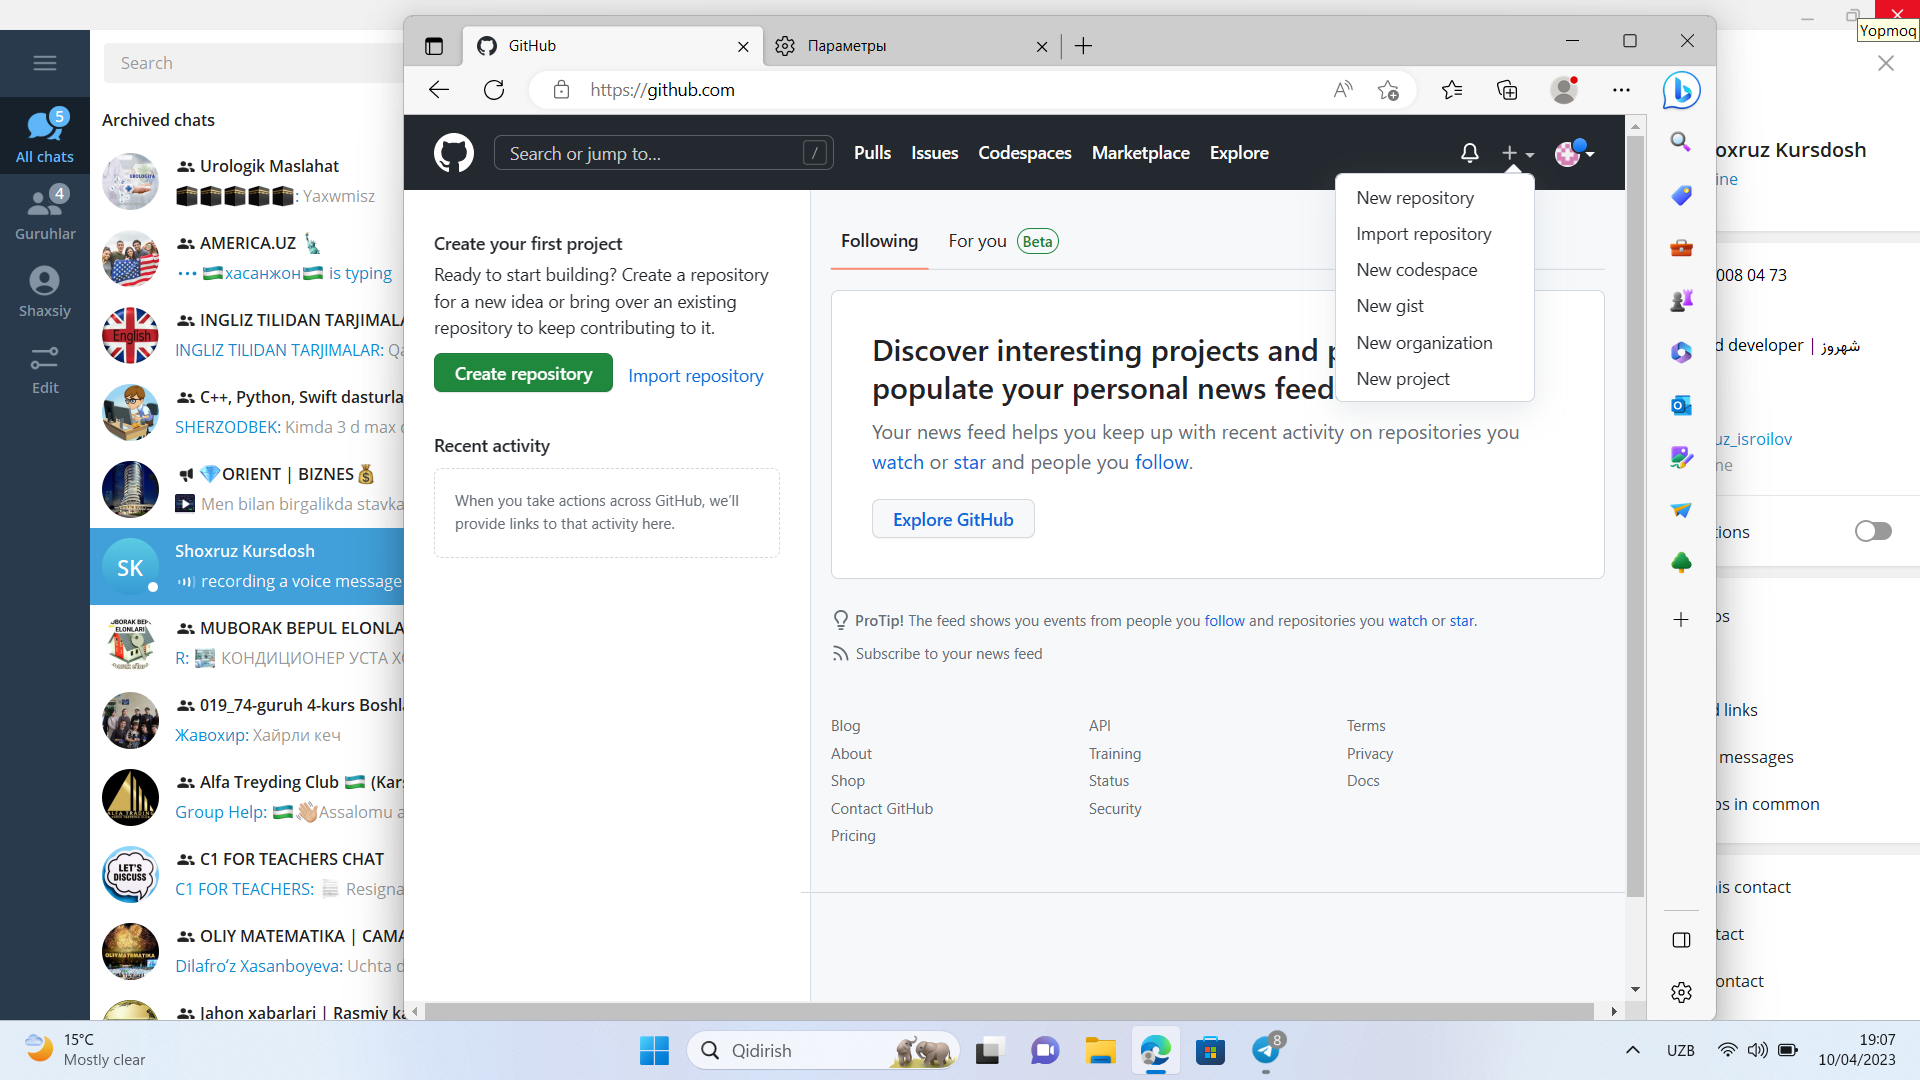 Yopmoq
Search
5
All chats
4
Guruhlar
Shaxsiy
Edit
Archived chats
Urologik Maslahat
: Yaxwmisz
AMERICA.UZ
хасанжон is typing
English
INGLIZ TILIDAN TARJIMALA
INGLIZ TILIDAN TARJIMALAR: Qa
C++, Python, Swift dasturla
SHERZODBEK: Kimda 3 d max
ORIENT | BIZNES
Men bilan birgalikda stavka
SK
Shoxruz Kursdosh
recording a voice message
MUBORAK BEPUL ELONLA
R: КОНДИЦИОНЕР УСТА ХО
019_74-guruh 4-kurs Boshla
Жавохир: Хайрли кеч
Alfa Treyding Club (Kars
Group Help: Assalomu a
LET'S DISCUSS
C1 FOR TEACHERS CHAT
C1 FOR TEACHERS: Resigna
OLIY MATEMATIKA | CAMA
Dilafro‘z Xasanboyeva: Uchta d
Jahon xabarlari | Rasmiy ka
GitHub
Параметры
https://github.com
Search or jump to...
/
Pulls
Issues
Codespaces
Marketplace
Explore
New repository
Import repository
New codespace
New gist
New organization
New project
Create your first project
Ready to start building? Create a repository
for a new idea or bring over an existing
repository to keep contributing to it.
Create repository
Import repository
Recent activity
When you take actions across GitHub, we’ll
provide links to that activity here.
Following
For you
Beta
Discover interesting projects and p
populate your personal news feed
Your news feed helps you keep up with recent activity on repositories you
watch or star and people you follow.
Explore GitHub
ProTip! The feed shows you events from people you follow and repositories you watch or star.
Subscribe to your news feed
Blog
About
Shop
Contact GitHub
Pricing
API
Training
Status
Security
Terms
Privacy
Docs
oxruz Kursdosh
ine
008 04 73
d developer | شهروز
uz_isroilov
me
tions
os
d links
messages
ps in common
is contact
tact
ontact
15°C
Mostly clear
Qidirish
8
UZB
19:07
10/04/2023